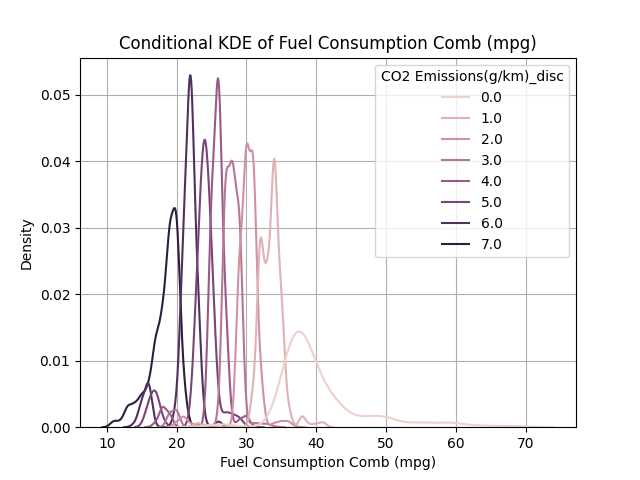 Conditional KDE of Fuel Consumption Comb (mpg)
CO2 Emissions(g/km)_disc
0.0
1.0
2.0
3.0
4.0
5.0
6.0
7.0
0.05
0.04
0.03
0.02
0.01
0.00
Density
10 20 30 40 50 60 70
Fuel Consumption Comb (mpg)